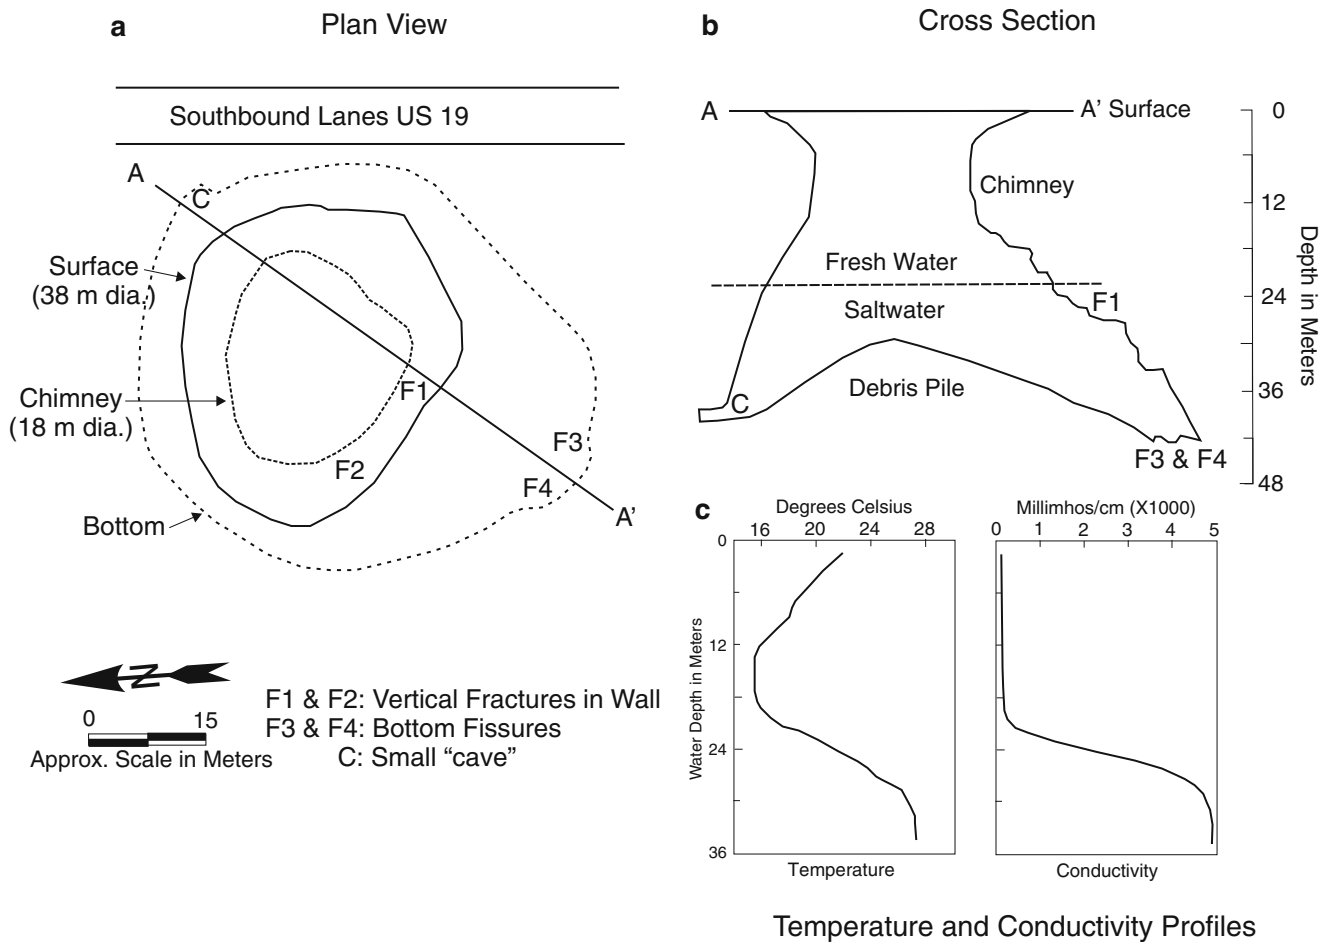 a
Plan View
Southbound Lanes US 19
A
C
Surface
(38 m dia.)
Chimney
(18 m dia.)
F1
F2
F3
F4
A'
Bottom
N
0 15
Approx. Scale in Meters
F1 & F2: Vertical Fractures in Wall
F3 & F4: Bottom Fissures
C: Small “cave”
b
Cross Section
A
A' Surface
Chimney
Fresh Water
Saltwater
F1
Debris Pile
C
F3 & F4
0
12
24
36
48
Depth in Meters
c
Degrees Celsius
16 20 24 28
0
12
24
36
Water Depth in Meters
Temperature
Millimhos/cm (X1000)
0 1 2 3 4 5
Conductivity
Temperature and Conductivity Profiles